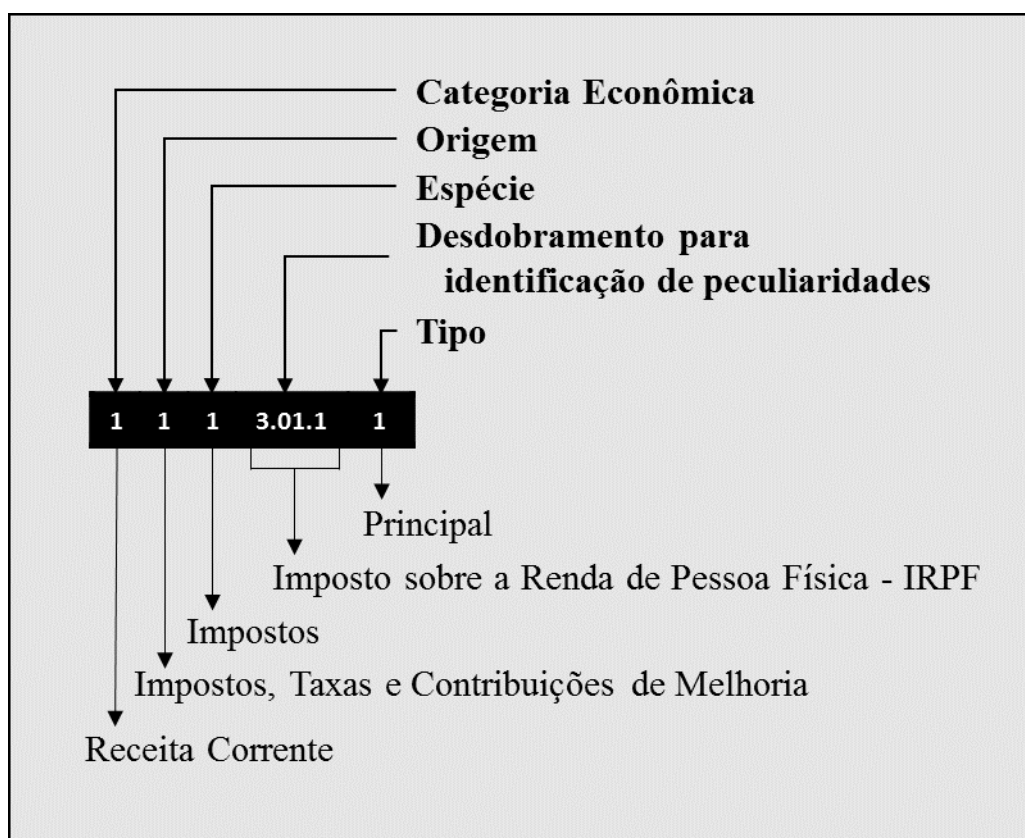 Categoria Econômica
Origem
Espécie
Desdobramento para
identificação de peculiaridades
Tipo
1 1 1 3.01.1 1
Principal
Imposto sobre a Renda de Pessoa Física - IRPF
Impostos
Impostos, Taxas e Contribuições de Melhoria
Receita Corrente